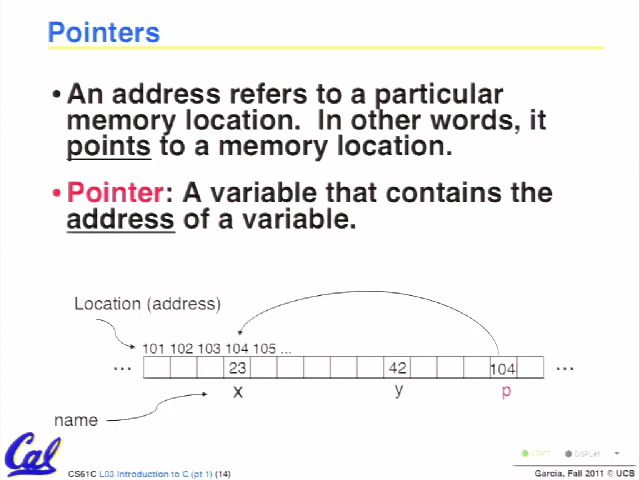 Pointers
• An address refers to a particular
memory location. In other words, it
points to a memory location.
• Pointer: A variable that contains the
address of a variable.
Location (address)
101 102 103 104 105 ...
... 23 42 104 ...
x y p
name
Cal
START DISPLAY
CS61C L03 Introduction to C (pt 1) (14)
Garcia, Fall 2011 © UCB